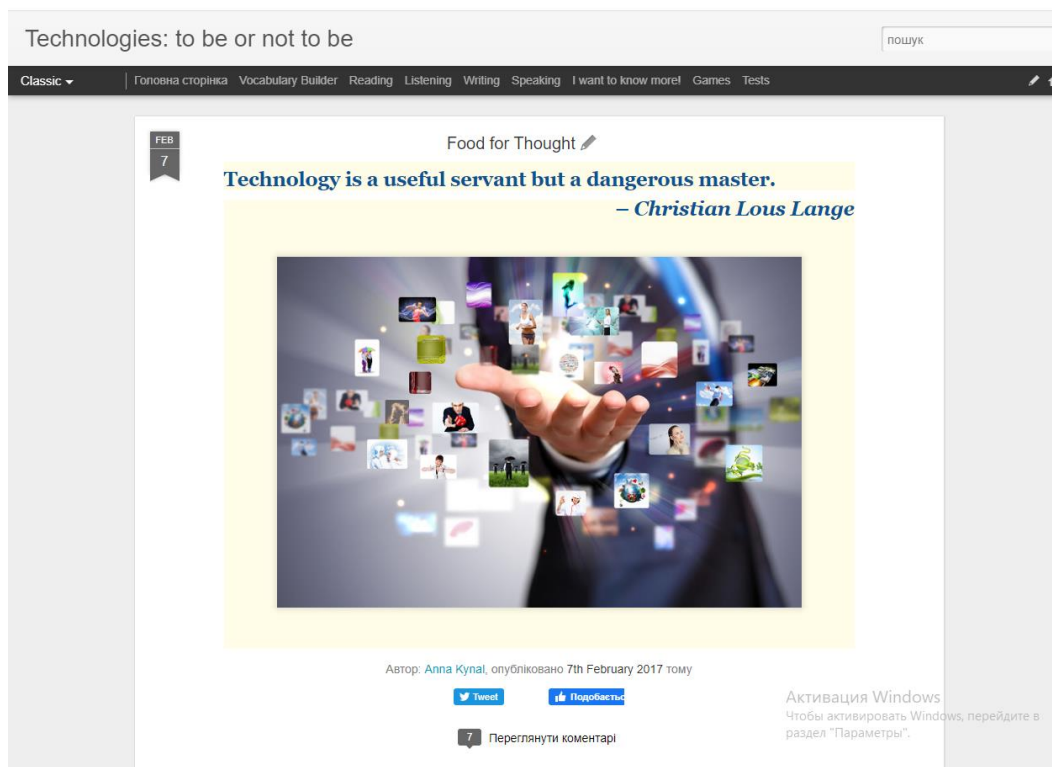 Technologies: to be or not to be
пошук
Classic
Головна сторінка Vocabulary Builder Reading Listening Writing Speaking I want to know more! Games Tests
FEB
7
Food for Thought
Technology is a useful servant but a dangerous master.
– Christian Lous Lange
Автор: Anna Kynal, опубліковано 7th February 2017 тому
Tweet
Подобаєтьс
7 Переглянути коментарі
Активация Windows
Чтобы активировать Windows, перейдите в
раздел "Параметры".